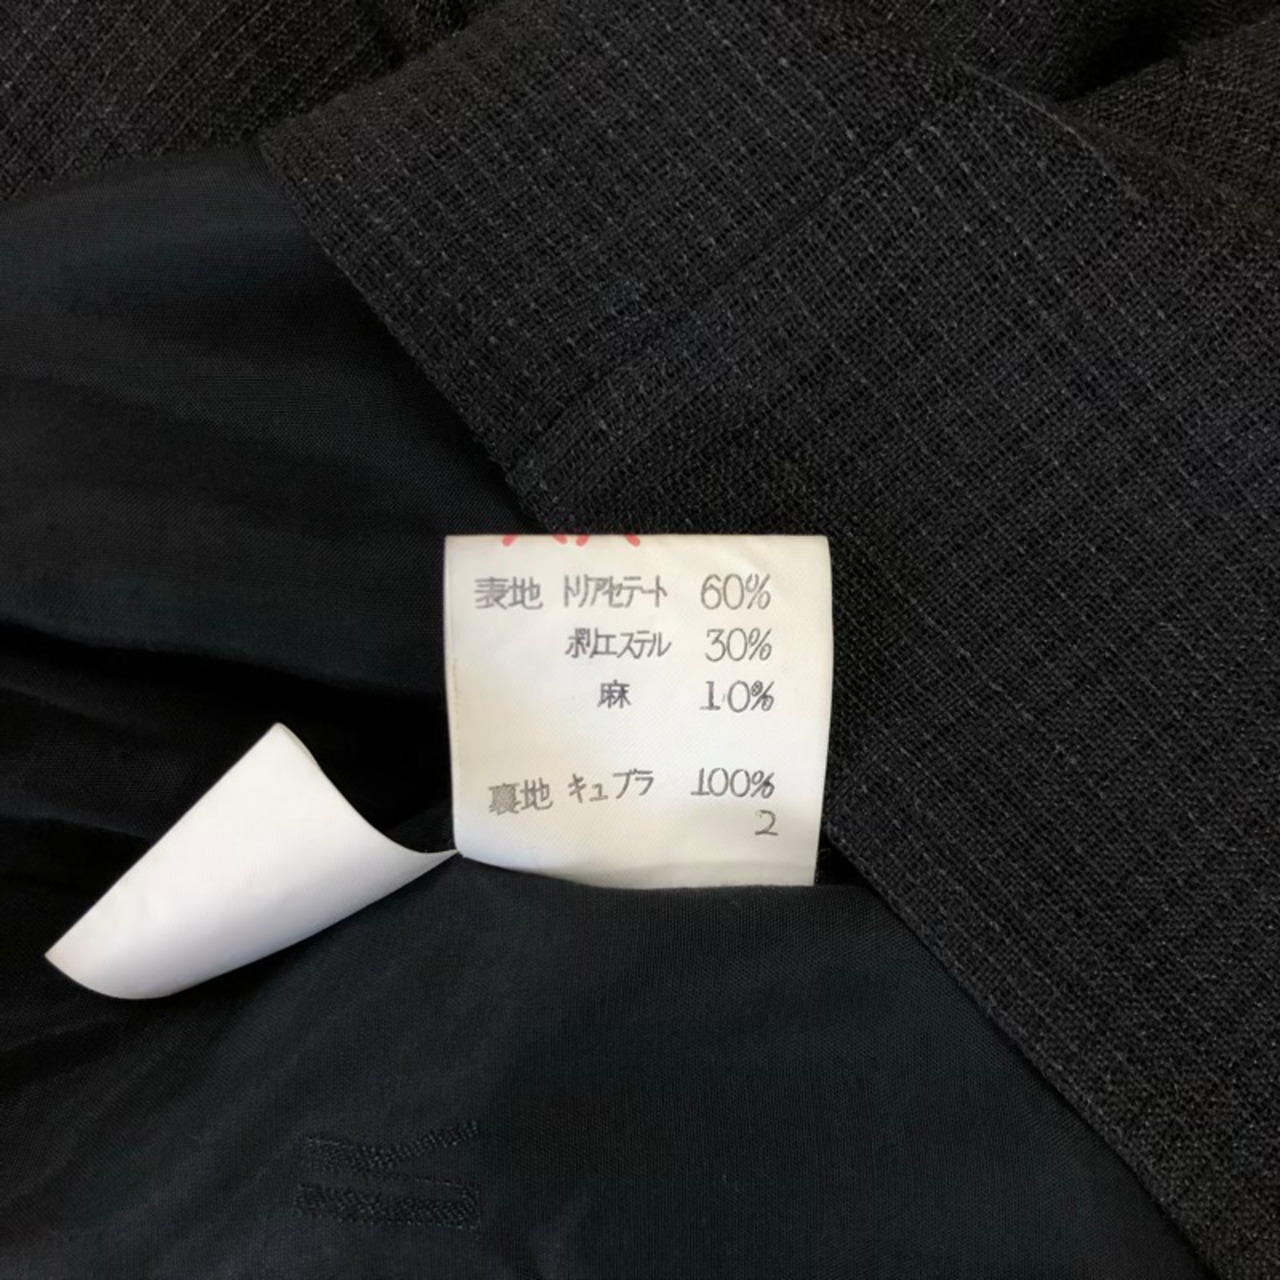 表地 トリアセテート 60%
ポリエステル 30%
麻 10%
裏地 キュプラ 100%
2